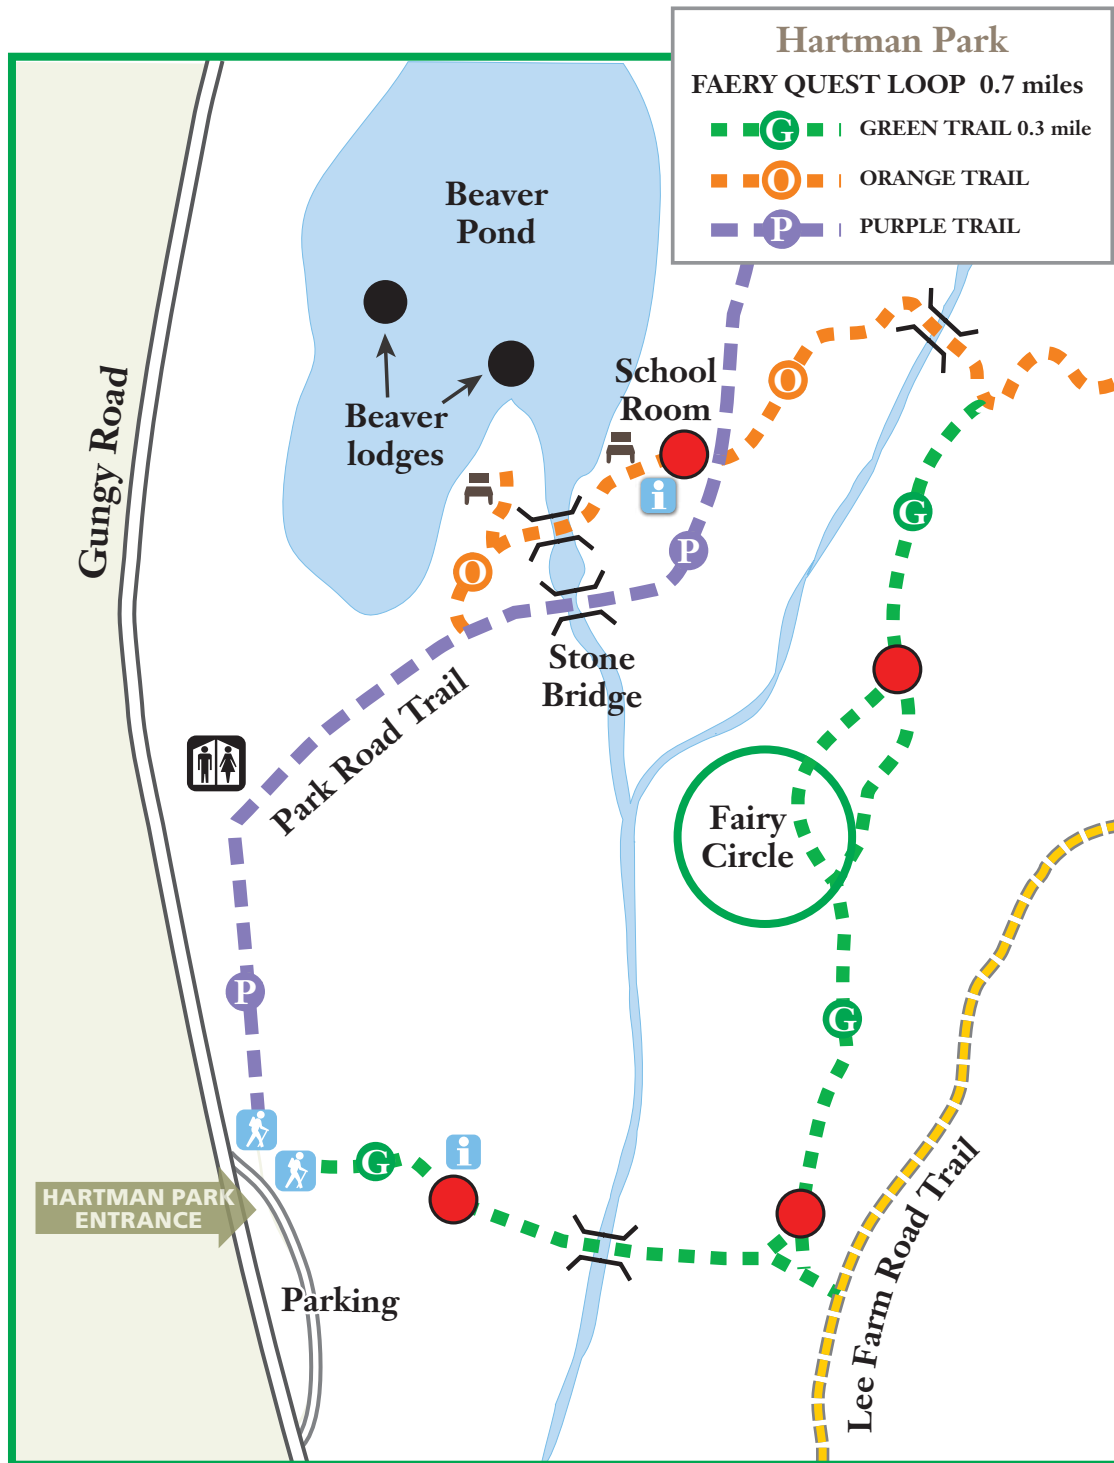 Hartman Park
FAERY QUEST LOOP 0.7 miles
G GREEN TRAIL 0.3 mile
O ORANGE TRAIL
P PURPLE TRAIL
Beaver
Pond
Beaver
lodges
School
Room
O
i
G
O
P
Gungy Road
Stone
Bridge
Park Road Trail
Fairy
Circle
P
G
i
G
HARTMAN PARK
ENTRANCE
Parking
Lee Farm Road Trail